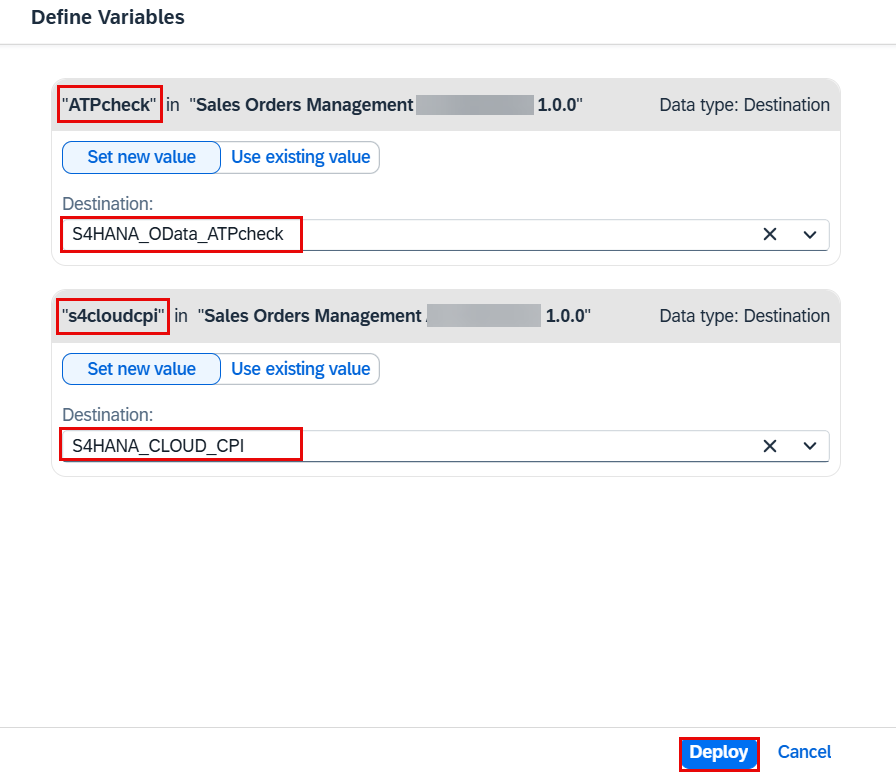 Define Variables
"ATPcheck" in "Sales Orders Management 1.0.0" Data type: Destination
Set new value Use existing value
Destination:
S4HANA_OData_ATPcheck
"s4cloudcpi" in "Sales Orders Management 1.0.0" Data type: Destination
Set new value Use existing value
Destination:
S4HANA_CLOUD_CPI
Deploy Cancel